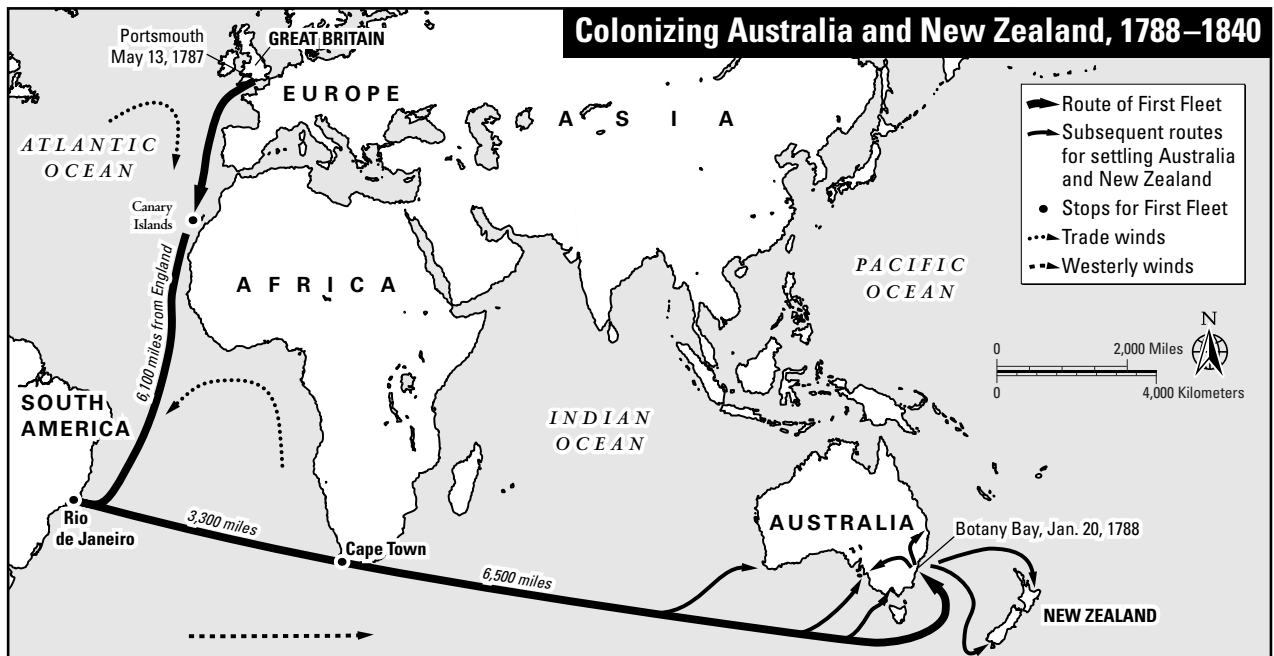 Colonizing Australia and New Zealand, 1788–1840
Portsmouth
May 13, 1787
GREAT BRITAIN
EUROPE
ASIA
ATLANTIC
OCEAN
Canary
Islands
AFRICA
6,100 miles from England
PACIFIC
OCEAN
Route of First Fleet
Subsequent routes
for settling Australia
and New Zealand
Stops for First Fleet
Trade winds
Westerly winds
N
0
2,000 Miles
0
4,000 Kilometers
SOUTH
AMERICA
INDIAN
OCEAN
Rio
de Janeiro
3,300 miles
Cape Town
6,500 miles
AUSTRALIA
Botany Bay, Jan. 20, 1788
NEW ZEALAND